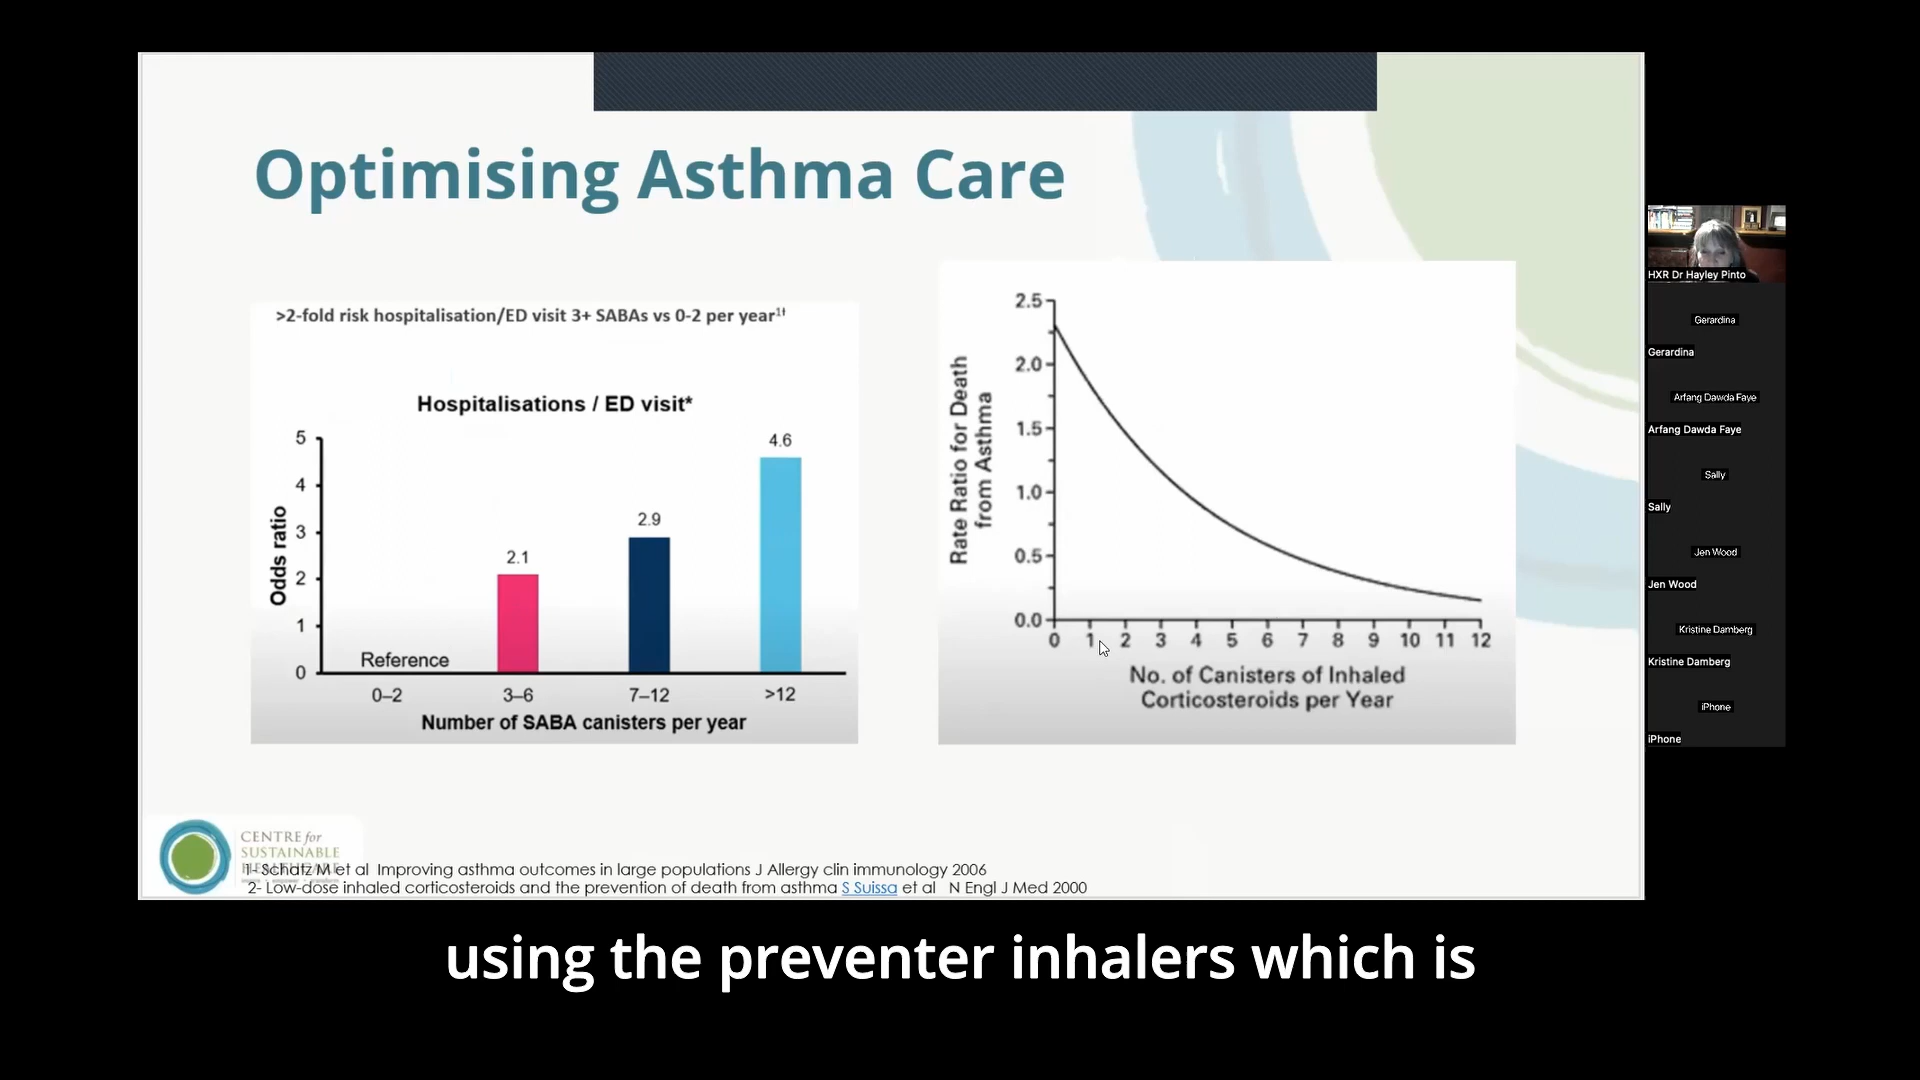 Optimising Asthma Care
>2-fold risk hospitalisation/ED visit 3+ SABAs vs 0-2 per year¹ᵗ
Hospitalisations / ED visit*
Odds ratio
5
4
3
2
1
0
Reference
2.1
2.9
4.6
0–2
3–6
7–12
>12
Number of SABA canisters per year
Rate Ratio for Death
from Asthma
2.5
2.0
1.5
1.0
0.5
0.0
0 1 2 3 4 5 6 7 8 9 10 11 12
No. of Canisters of Inhaled
Corticosteroids per Year
CENTRE for
SUSTAINABLE
1- Schatz M et al Improving asthma outcomes in large populations J Allergy clin immunology 2006
2- Low-dose inhaled corticosteroids and the prevention of death from asthma S Suissa et al N Engl J Med 2000
HXR Dr Hayley Pinto
Gerardina
Gerardina
Arfang Dawda Faye
Arfang Dawda Faye
Sally
Sally
Jen Wood
Jen Wood
Kristine Damberg
Kristine Damberg
iPhone
iPhone
using the preventer inhalers which is